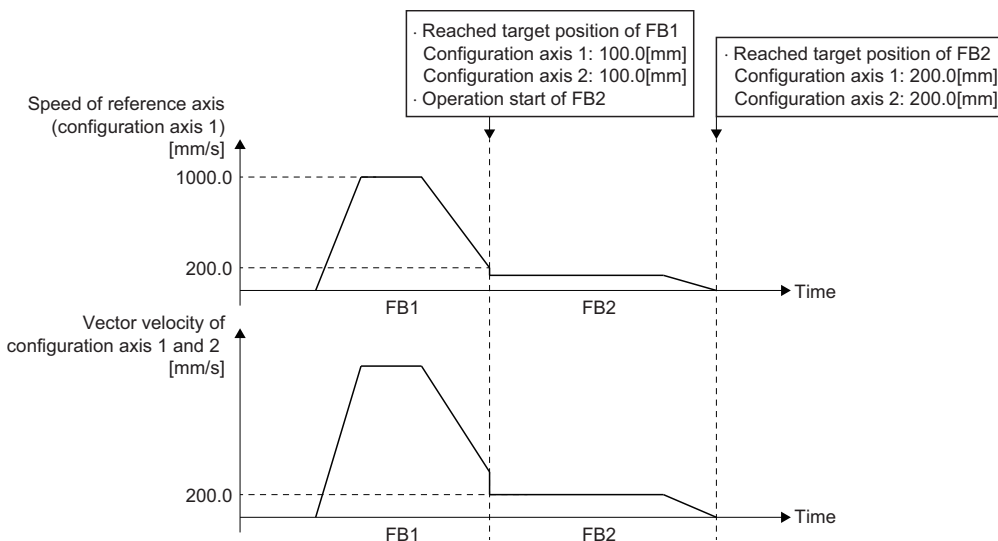 · Reached target position of FB1
Configuration axis 1: 100.0[mm]
Configuration axis 2: 100.0[mm]
· Operation start of FB2
· Reached target position of FB2
Configuration axis 1: 200.0[mm]
Configuration axis 2: 200.0[mm]
Speed of reference axis
(configuration axis 1)
[mm/s]
1000.0
200.0
Time
FB1
FB2
Vector velocity of
configuration axis 1 and 2
[mm/s]
200.0
Time
FB1
FB2